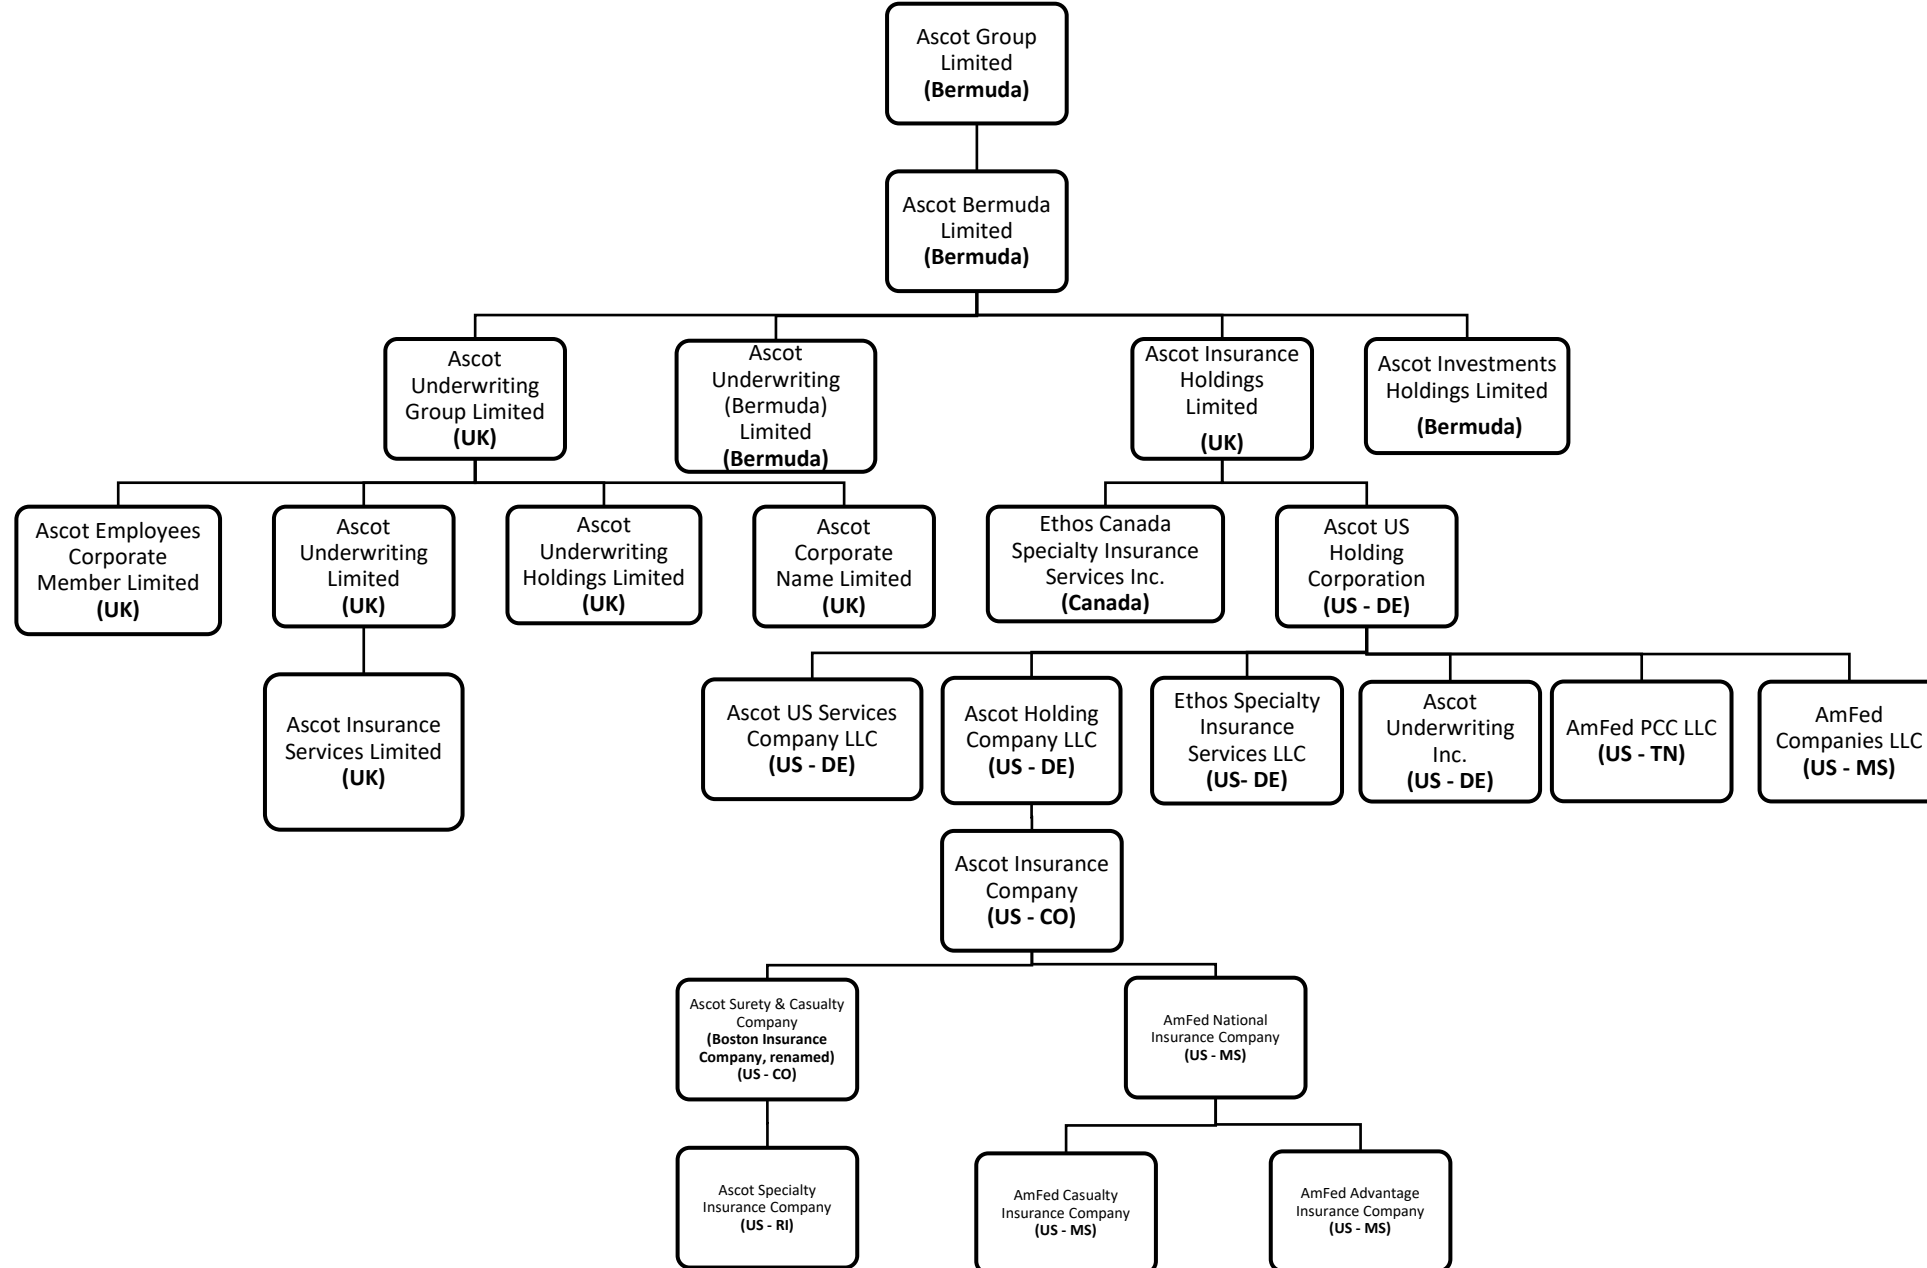 Ascot Group
Limited
(Bermuda)
Ascot Bermuda
Limited
(Bermuda)
Ascot
Underwriting
Group Limited
(UK)
Ascot
Underwriting
(Bermuda)
Limited
(Bermuda)
Ascot Insurance
Holdings
Limited
(UK)
Ascot Investments
Holdings Limited
(Bermuda)
Ascot Employees
Corporate
Member Limited
(UK)
Ascot
Underwriting
Limited
(UK)
Ascot
Underwriting
Holdings Limited
(UK)
Ascot
Corporate
Name Limited
(UK)
Ethos Canada
Specialty Insurance
Services Inc.
(Canada)
Ascot US
Holding
Corporation
(US - DE)
Ascot Insurance
Services Limited
(UK)
Ascot US Services
Company LLC
(US - DE)
Ascot Holding
Company LLC
(US - DE)
Ethos Specialty
Insurance
Services LLC
(US- DE)
Ascot
Underwriting
Inc.
(US - DE)
AmFed PCC LLC
(US - TN)
AmFed
Companies LLC
(US - MS)
Ascot Insurance
Company
(US - CO)
Ascot Surety & Casualty
Company
(Boston Insurance
Company, renamed)
(US - CO)
AmFed National
Insurance Company
(US - MS)
Ascot Specialty
Insurance Company
(US - RI)
AmFed Casualty
Insurance Company
(US - MS)
AmFed Advantage
Insurance Company
(US - MS)